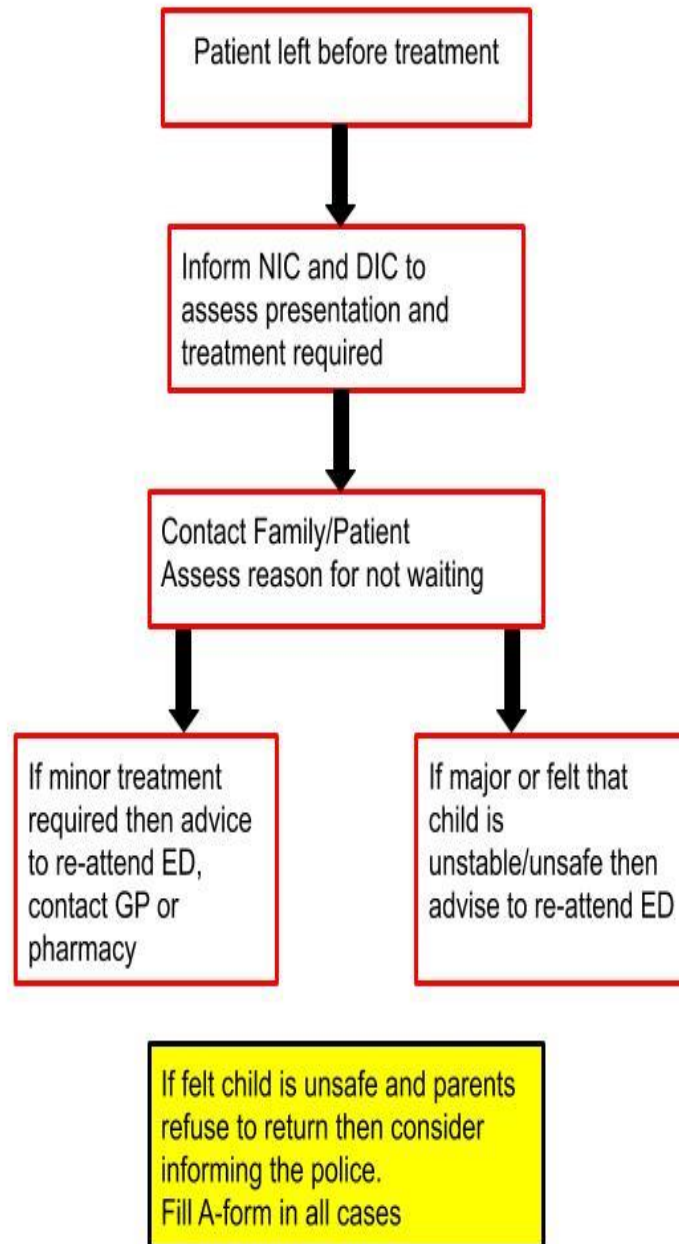 Patient left before treatment
Inform NIC and DIC to
assess presentation and
treatment required
Contact Family/Patient
Assess reason for not waiting
If minor treatment
required then advice
to re-attend ED,
contact GP or
pharmacy
If major or felt that
child is
unstable/unsafe then
advise to re-attend ED
If felt child is unsafe and parents
refuse to return then consider
informing the police.
Fill A-form in all cases